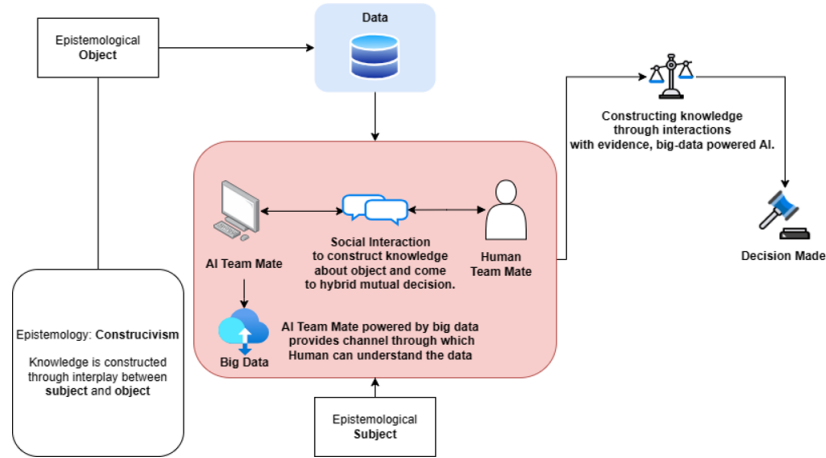 Data
Epistemological
Object
Constructing knowledge
through interactions
with evidence, big-data powered AI.
AI Team Mate
Social Interaction
to construct knowledge
about object and come
to hybrid mutual decision.
Human
Team Mate
Decision Made
Epistemology: Construcivism
Knowledge is constructed
through interplay between
subject and object
AI Team Mate powered by big data
provides channel through which
Human can understand the data
Big Data
Epistemological
Subject